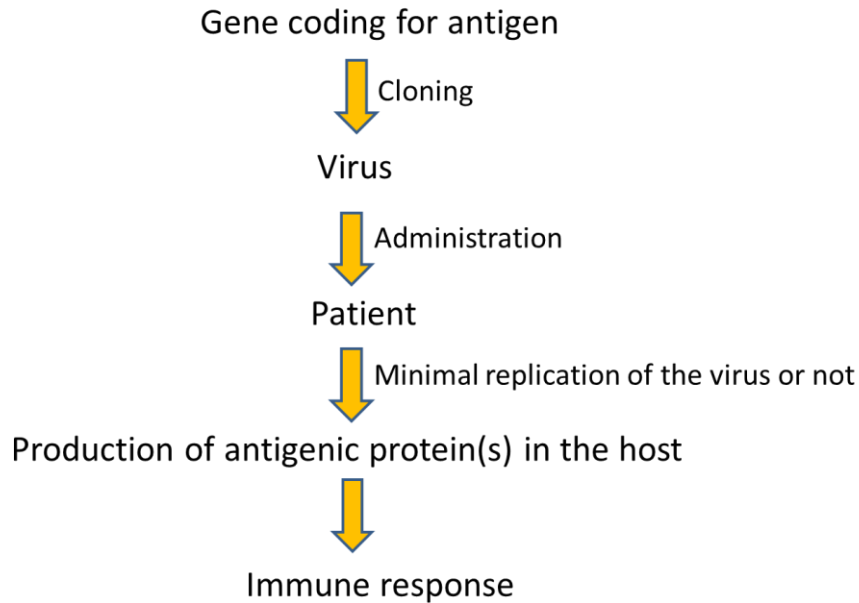 Gene coding for antigen
Cloning
Virus
Administration
Patient
Minimal replication of the virus or not
Production of antigenic protein(s) in the host
Immune response